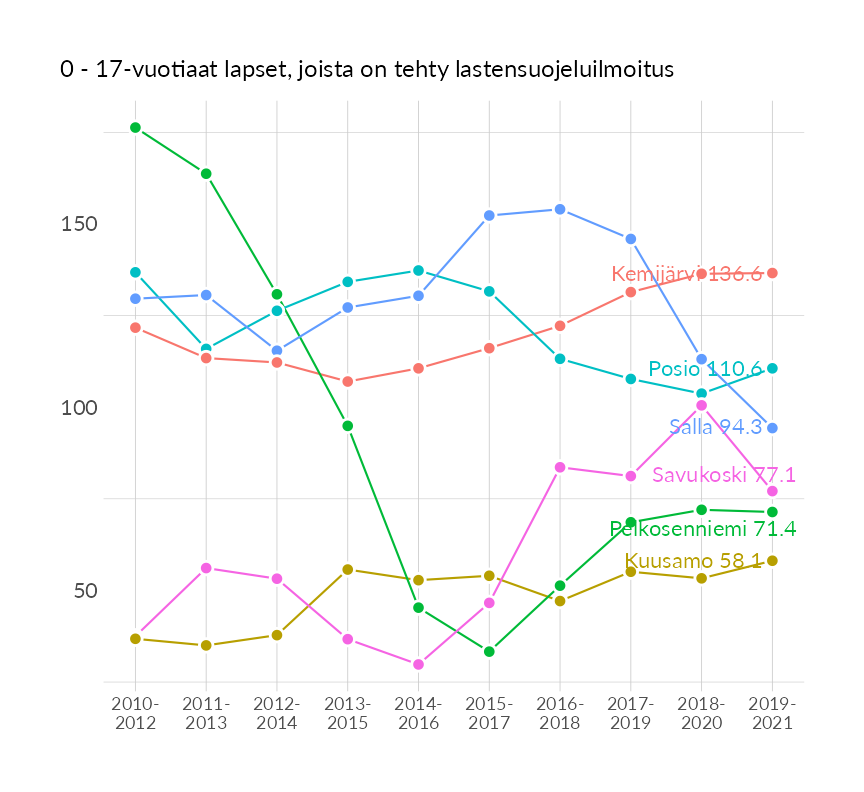 0 - 17-vuotiaat lapset, joista on tehty lastensuojeluilmoitus
150
Kemijärvi 136.6
Posio 110.6
100
Salla 94.3
Savukoski 77.1
Pelkosenniemi 71.4
Kuusamo 58.1
50
2010- 2011- 2012- 2013- 2014- 2015- 2016- 2017- 2018- 2019-
2012 2013 2014 2015 2016 2017 2018 2019 2020 2021